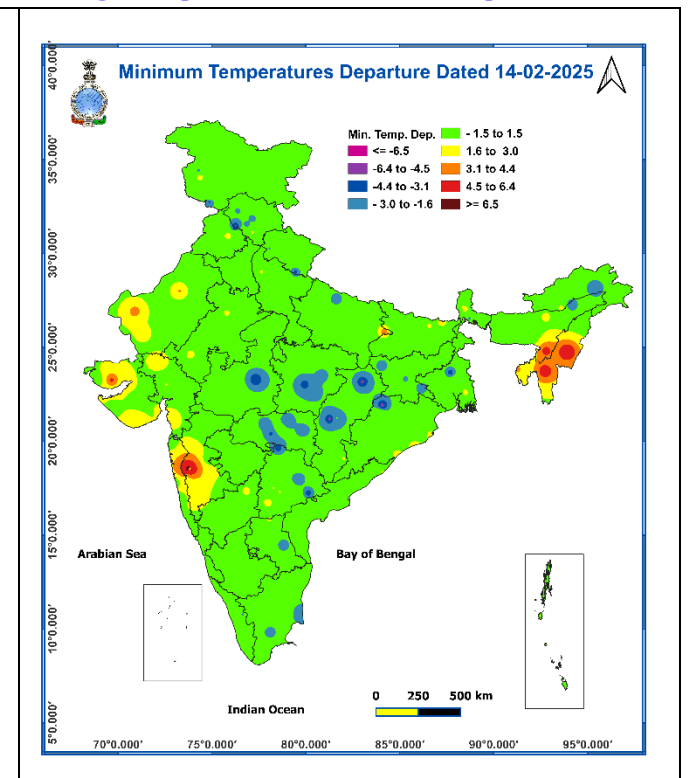 Minimum Temperatures Departure Dated 14-02-2025
Min. Temp. Dep.
<= -6.5
-6.4 to -4.5
-4.4 to -3.1
- 3.0 to -1.6
- 1.5 to 1.5
1.6 to 3.0
3.1 to 4.4
4.5 to 6.4
>= 6.5
40°0.000'
35°0.000'
30°0.000'
25°0.000'
20°0.000'
15°0.000'
10°0.000'
5°0.000'
Arabian Sea
Bay of Bengal
Indian Ocean
0 250 500 km
70°0.000' 75°0.000' 80°0.000' 85°0.000' 90°0.000' 95°0.000'